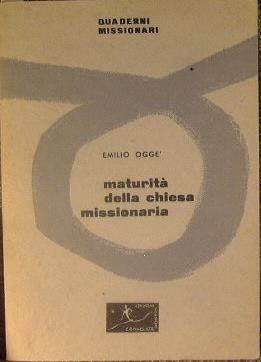 QUADERNI
MISSIONARI
EMILIO OGGE'
maturità
della chiesa
missionaria